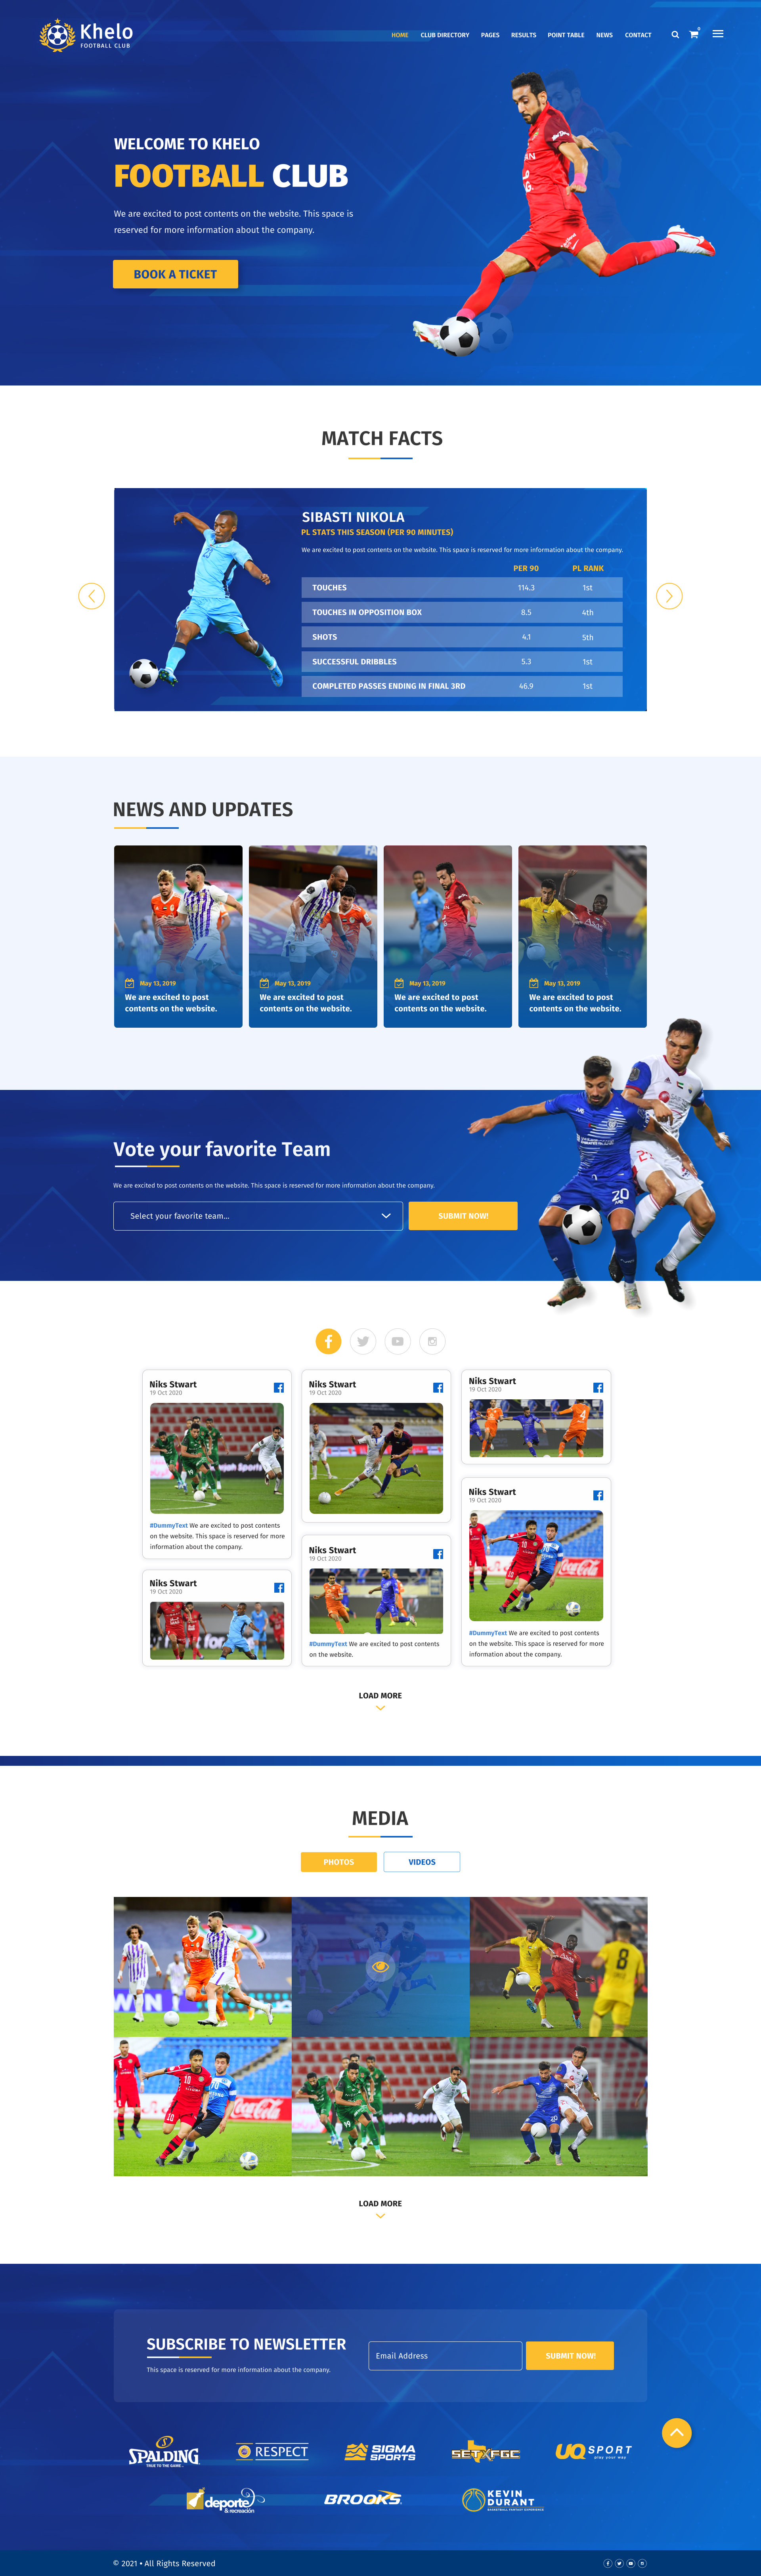 Khelo
FOOTBALL CLUB
HOME CLUB DIRECTORY PAGES RESULTS POINT TABLE NEWS CONTACT
WELCOME TO KHELO
FOOTBALL CLUB
We are excited to post contents on the website. This space is
reserved for more information about the company.
BOOK A TICKET
MATCH FACTS
SIBASTI NIKOLA
PL STATS THIS SEASON (PER 90 MINUTES)
We are excited to post contents on the website. This space is reserved for more information about the company.
PER 90 PL RANK
TOUCHES 114.3 1st
TOUCHES IN OPPOSITION BOX 8.5 4th
SHOTS 4.1 5th
SUCCESSFUL DRIBBLES 5.3 1st
COMPLETED PASSES ENDING IN FINAL 3RD 46.9 1st
NEWS AND UPDATES
May 13, 2019
We are excited to post
contents on the website.
May 13, 2019
We are excited to post
contents on the website.
May 13, 2019
We are excited to post
contents on the website.
May 13, 2019
We are excited to post
contents on the website.
Vote your favorite Team
We are excited to post contents on the website. This space is reserved for more information about the company.
Select your favorite team...
SUBMIT NOW!
20
Niks Stwart
19 Oct 2020
#DummyText We are excited to post contents
on the website. This space is reserved for more
information about the company.
Niks Stwart
19 Oct 2020
Niks Stwart
19 Oct 2020
Niks Stwart
19 Oct 2020
#DummyText We are excited to post contents
on the website.
Niks Stwart
19 Oct 2020
Niks Stwart
19 Oct 2020
Coca-Cola
#DummyText We are excited to post contents
on the website. This space is reserved for more
information about the company.
LOAD MORE
MEDIA
PHOTOS
VIDEOS
8
10
Coca-Cola
LOAD MORE
SUBSCRIBE TO NEWSLETTER
This space is reserved for more information about the company.
Email Address
SUBMIT NOW!
SPALDING
TRUE TO THE GAME
RESPECT
SIGMA
SPORTS
SETXFGC
UQ SPORT
play your way
deporte
& recreación
BROOKS
KEVIN
DURANT
BASKETBALL FANTASY EXPERIENCE
© 2021 • All Rights Reserved